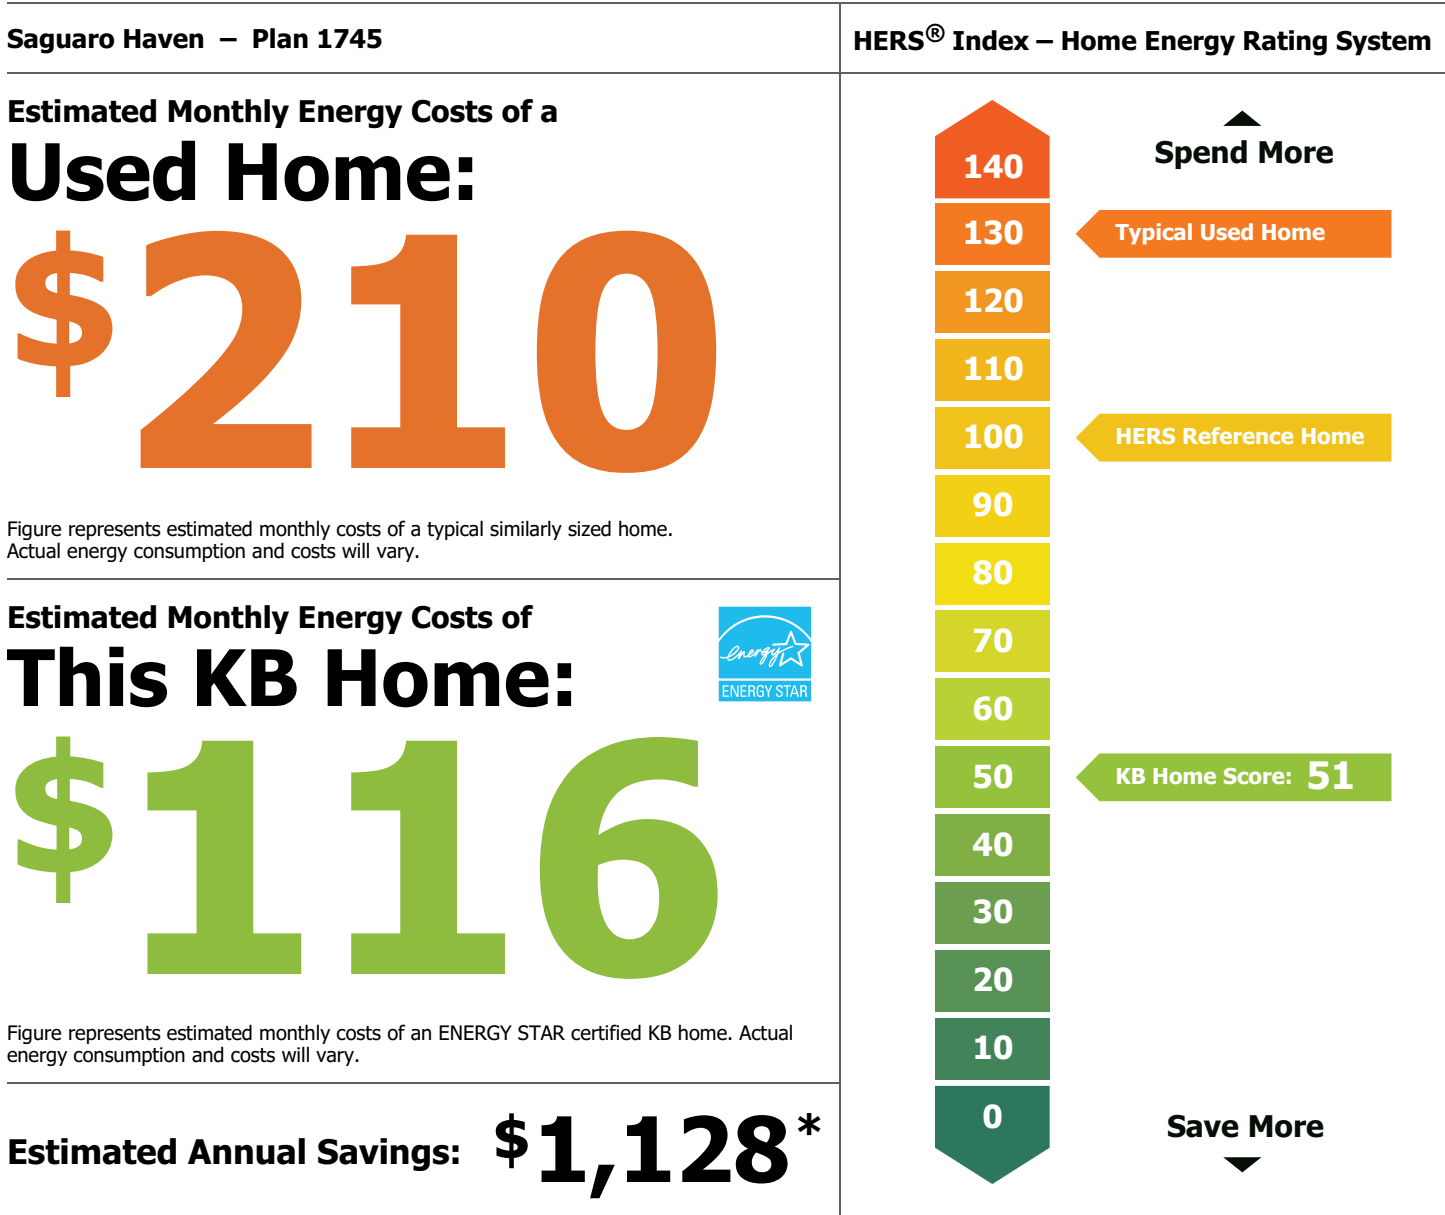 Saguaro Haven – Plan 1745
Estimated Monthly Energy Costs of a
Used Home:
$210
Figure represents estimated monthly costs of a typical similarly sized home.
Actual energy consumption and costs will vary.
Estimated Monthly Energy Costs of
This KB Home:
energy
ENERGY STAR
$116
Figure represents estimated monthly costs of an ENERGY STAR certified KB home. Actual
energy consumption and costs will vary.
Estimated Annual Savings: $1,128*
HERS® Index – Home Energy Rating System
Spend More
140
130 Typical Used Home
120
110
100 HERS Reference Home
90
80
70
60
50 KB Home Score: 51
40
30
20
10
0
Save More